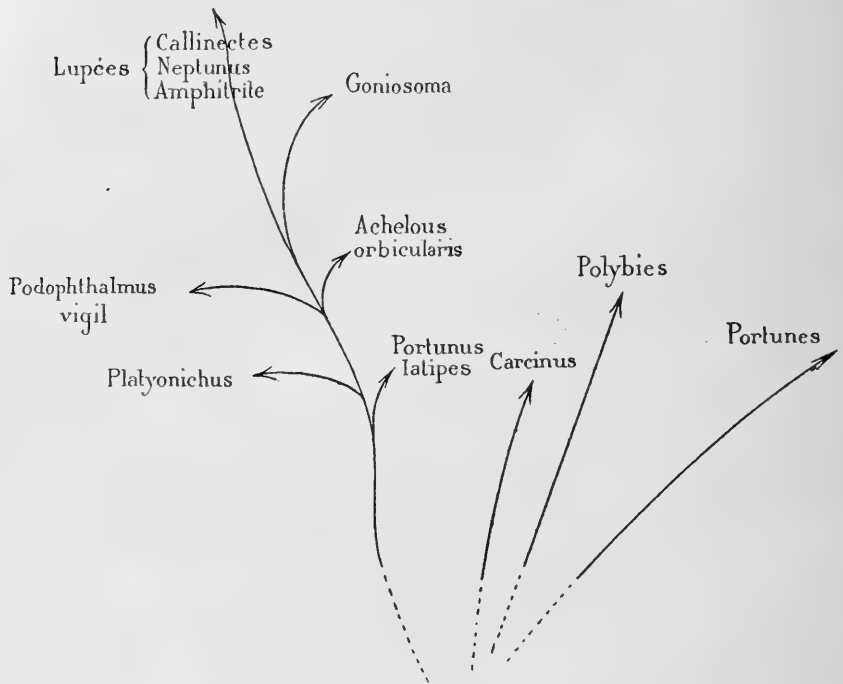 Callinectes
Lupées
Neptunus
Amphitrite
Goniosoma
Achelous
orbicularis
Polybies
Podophthalmus
vigil
Portunes
Portunus
latipes
Carcinus
Platyonichus